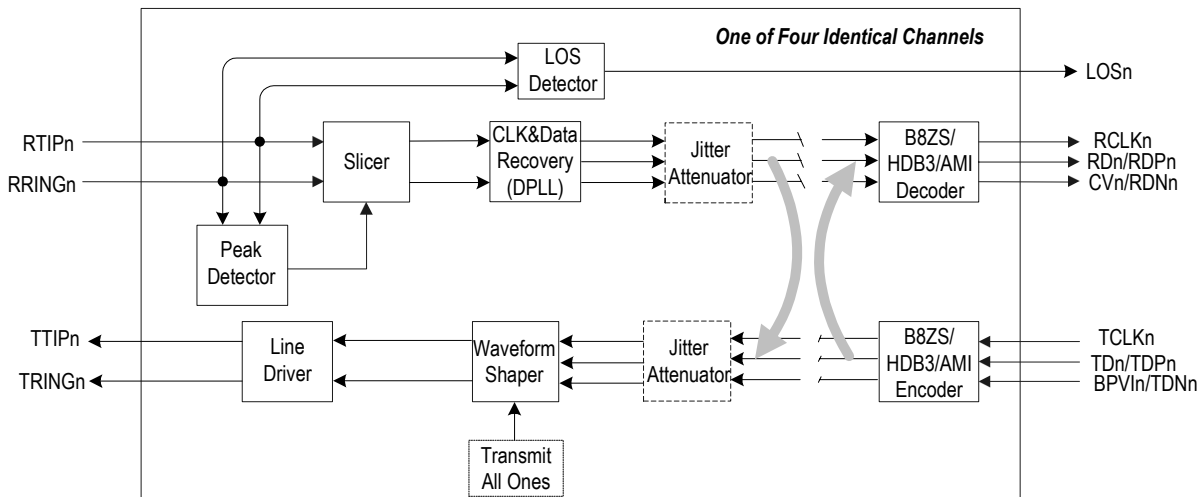 One of Four Identical Channels
LOS
Detector
LOSn
RTIPn
RRINGn
Slicer
CLK&Data
Recovery
(DPLL)
Jitter
Attenuator
B8ZS/
HDB3/AMI
Decoder
RCLKn
RDn/RDPn
CVn/RDNn
Peak
Detector
TTIPn
TRINGn
Line
Driver
Waveform
Shaper
Jitter
Attenuator
B8ZS/
HDB3/AMI
Encoder
TCLKn
TDn/TDPn
BPVIn/TDNn
Transmit
All Ones